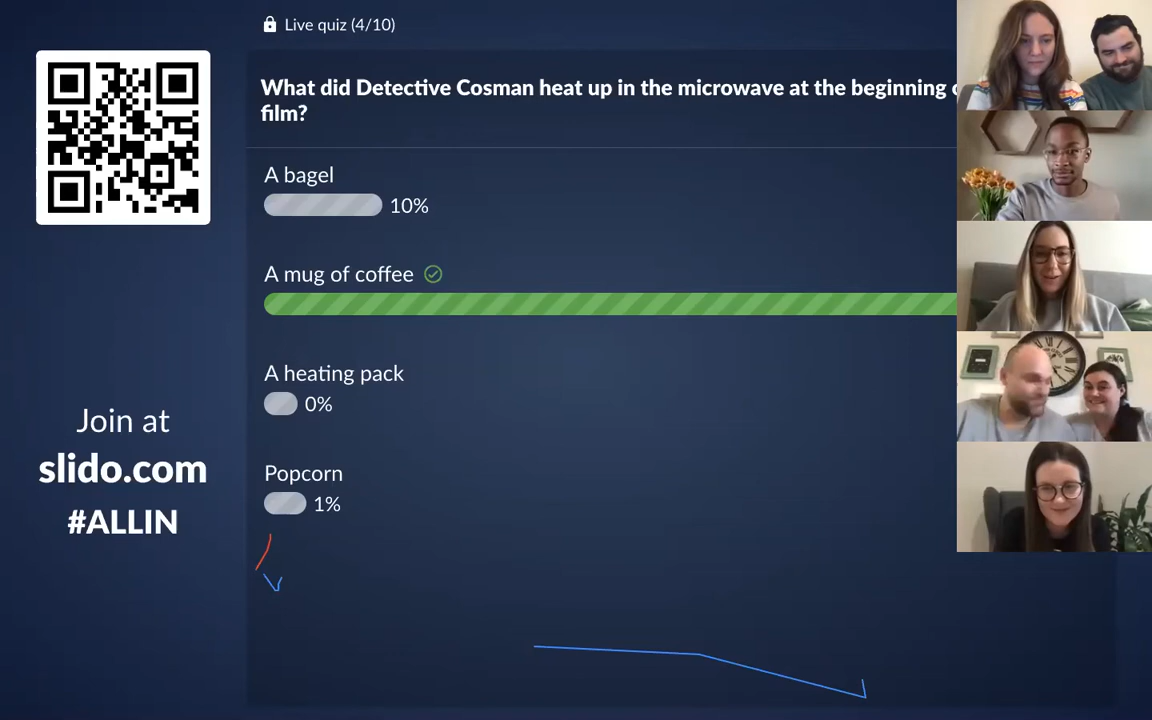 Live quiz (4/10)
What did Detective Cosman heat up in the microwave at the beginning
film?
A bagel
10%
A mug of coffee
A heating pack
0%
Popcorn
1%
Join at
slido.com
#ALLIN